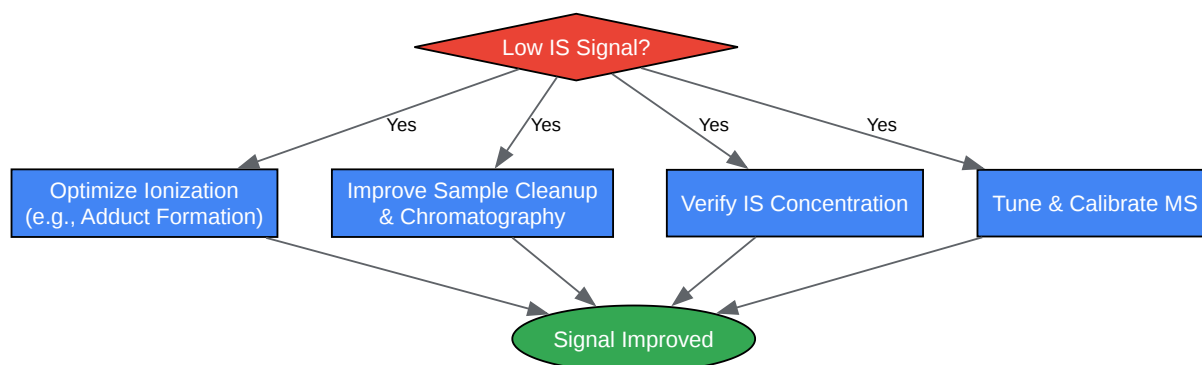 Low IS Signal?
Yes
Yes
Yes
Yes
Optimize Ionization
(e.g., Adduct Formation)
Improve Sample Cleanup
& Chromatography
Verify IS Concentration
Tune & Calibrate MS
Signal Improved